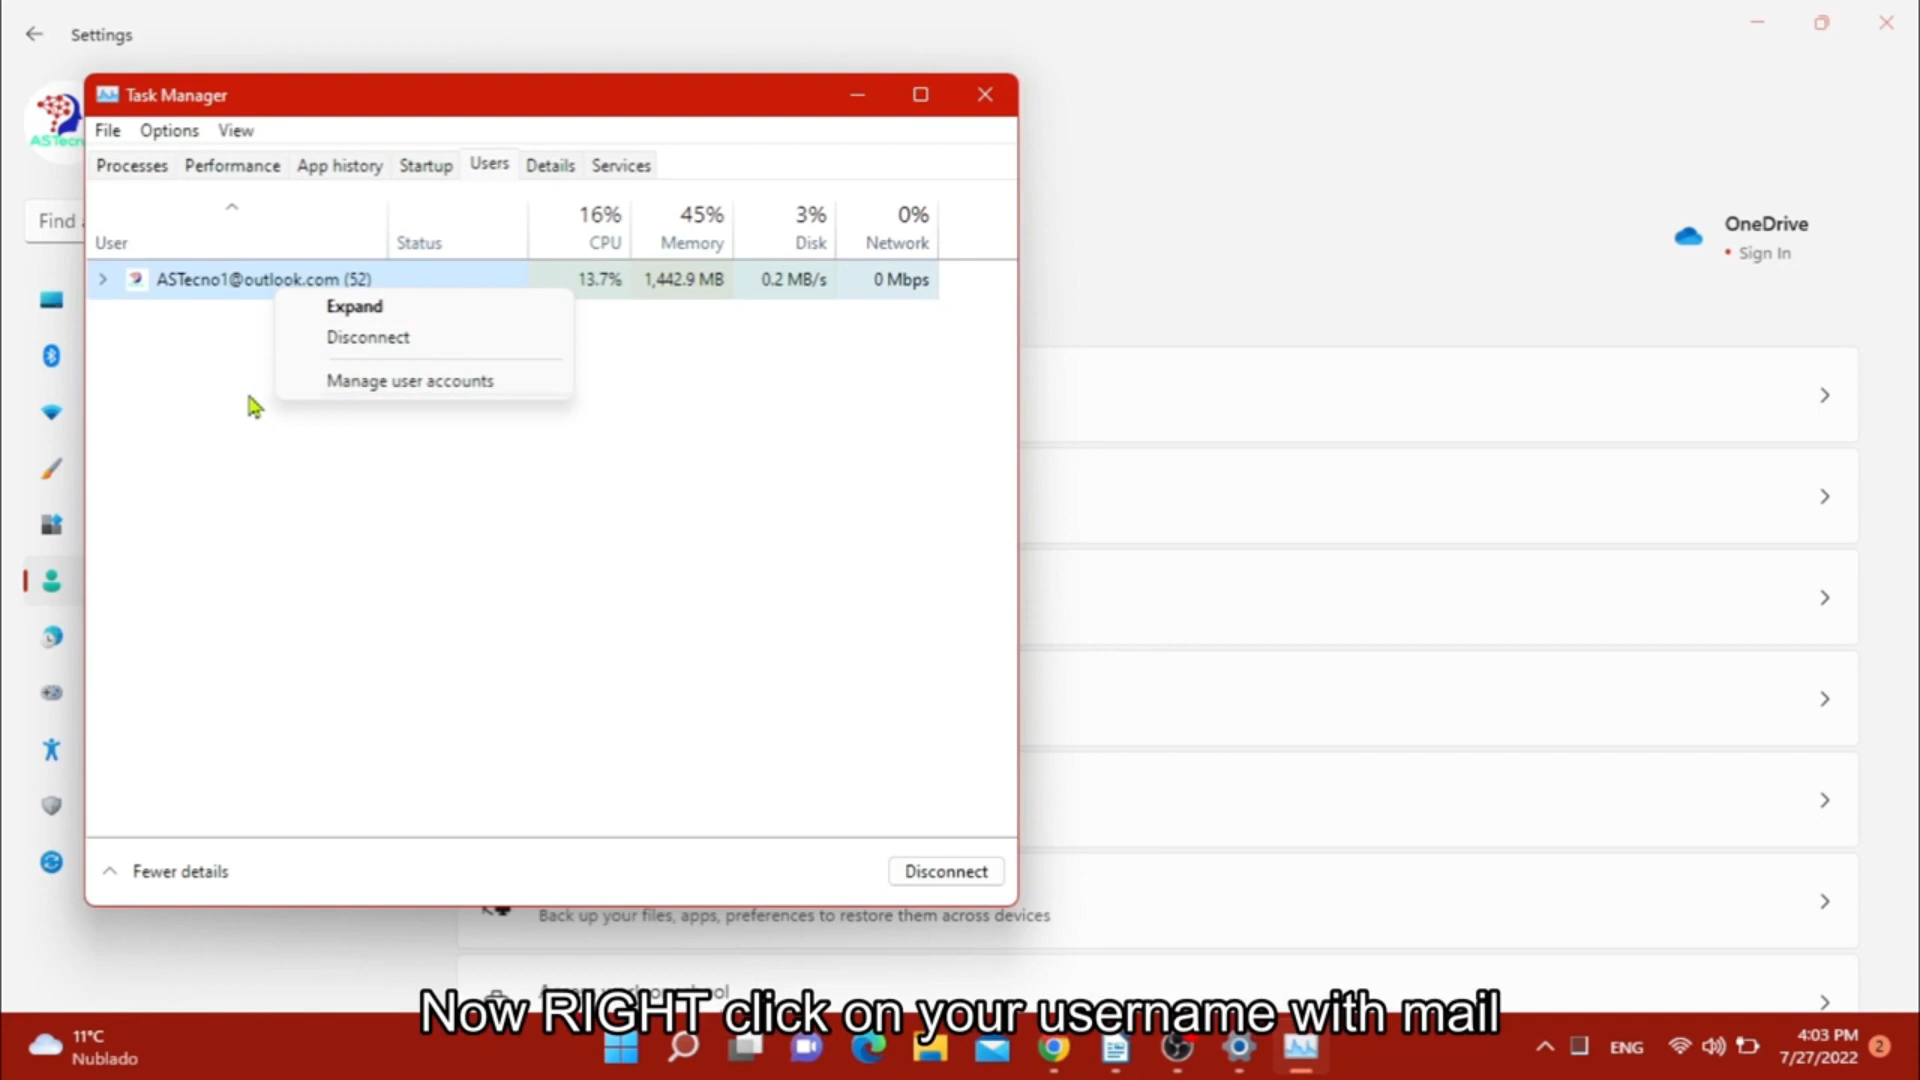 Settings
Task Manager
File Options View
Processes Performance App history Startup Users Details Services
16% 45% 3% 0%
User Status CPU Memory Disk Network
ASTecno1@outlook.com (52) 13.7% 1,442.9 MB 0.2 MB/s 0 Mbps
Expand
Disconnect
Manage user accounts
Fewer details
Disconnect
ASTecn
Find
OneDrive
• Sign In
Back up your files, apps, preferences to restore them across devices
Now RIGHT click on your username with mail
11°C
Nublado
ENG
4:03 PM
7/27/2022
2